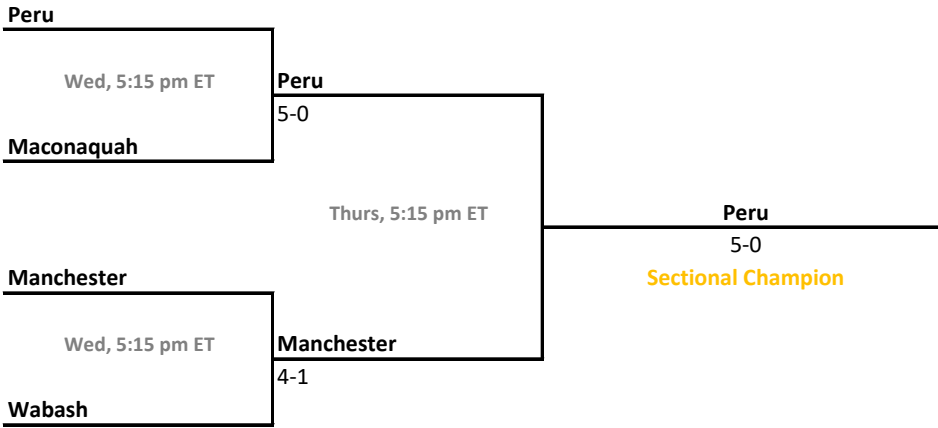 Peru
Wed, 5:15 pm ET
Peru
5-0
Maconaquah
Thurs, 5:15 pm ET
Peru
5-0
Sectional Champion
Manchester
Wed, 5:15 pm ET
Manchester
4-1
Wabash